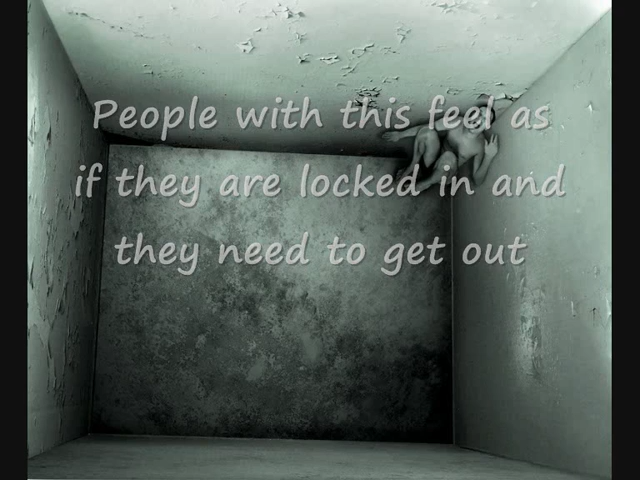 People with this feel as
if they are locked in and
they need to get out